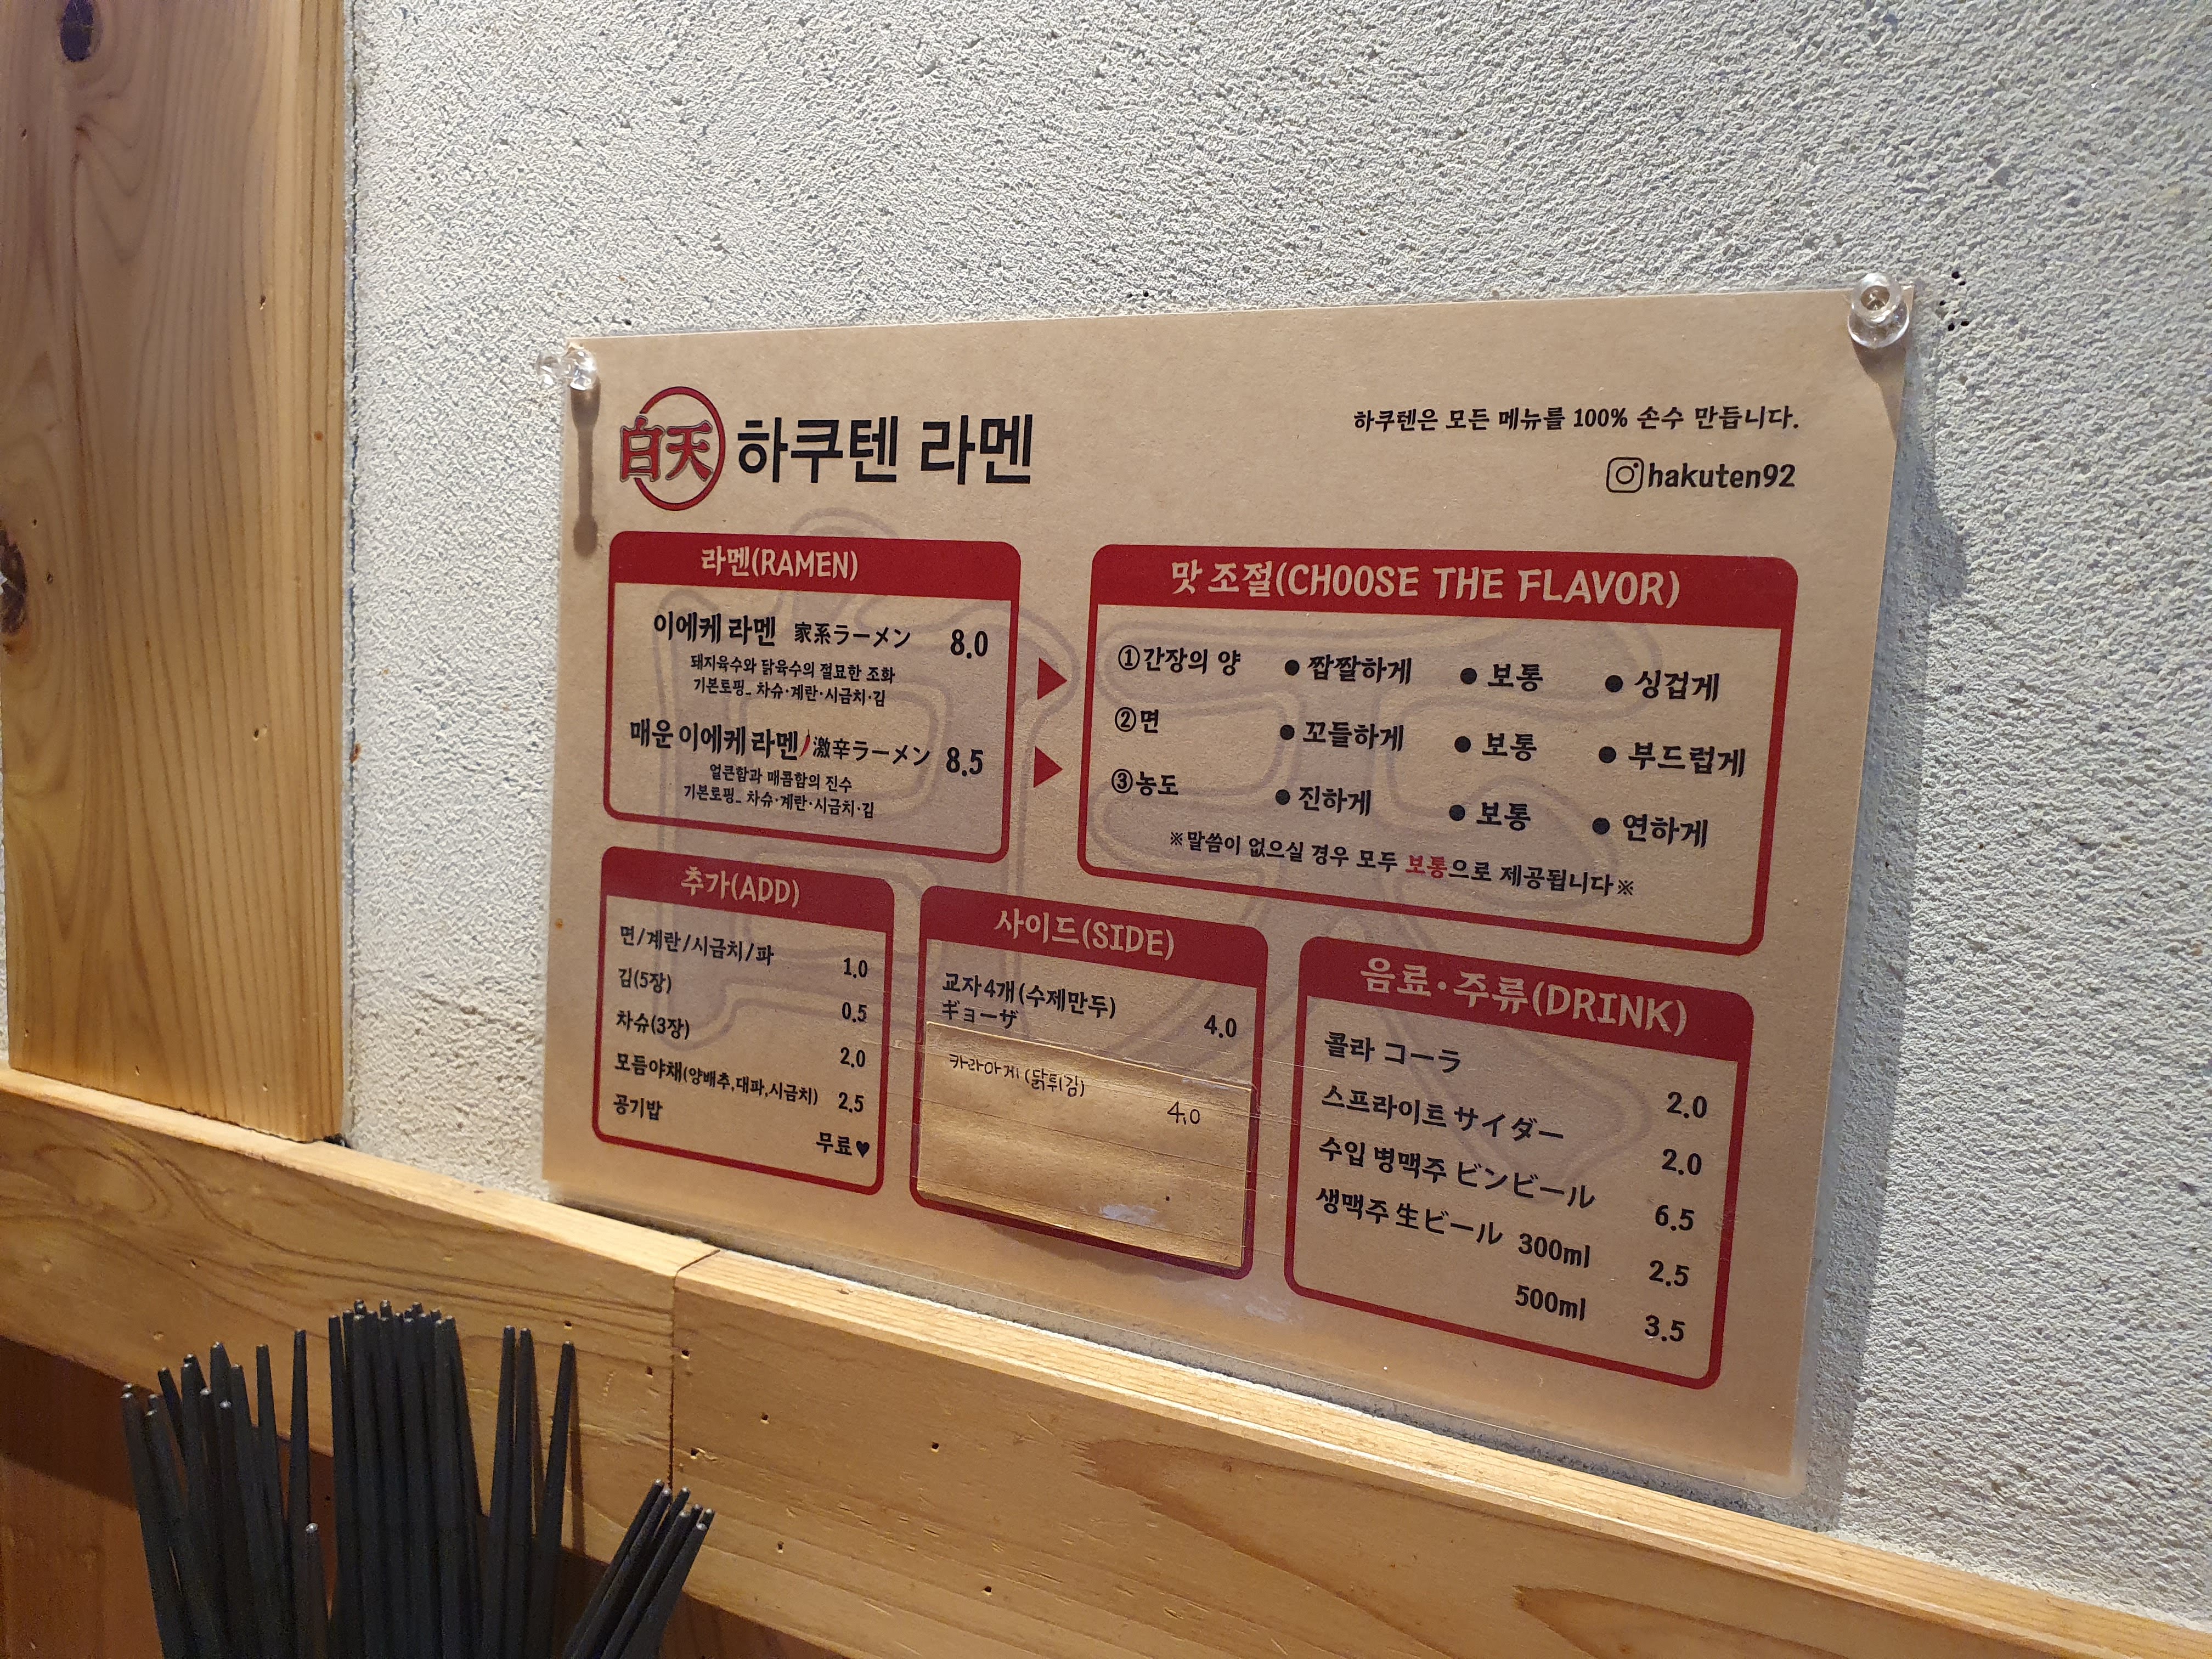 白天 하쿠텐 라멘
하쿠텐은 모든 메뉴를 100% 손수 만듭니다.
hakuten92
라멘(RAMEN)
이에케 라멘 家系ラーメン 8.0
돼지육수와 닭육수의 절묘한 조화
기본토핑_ 차슈·계란·시금치·김
매운 이에케 라멘 激辛ラーメン 8.5
얼큰함과 매콤함의 진수
기본토핑_ 차슈·계란·시금치·김
맛 조절(CHOOSE THE FLAVOR)
①간장의 양 ● 짭짤하게 ● 보통 ● 싱겁게
②면 ● 꼬들하게 ● 보통 ● 부드럽게
③농도 ● 진하게 ● 보통 ● 연하게
※말씀이 없으실 경우 모두 보통으로 제공됩니다※
추가(ADD)
면/계란/시금치/파 1.0
김(5장) 0.5
차슈(3장) 2.0
모듬야채(양배추,대파,시금치) 2.5
공기밥 무료♥
사이드(SIDE)
교자4개(수제만두)
ギョーザ 4.0
카라아게(닭튀김) 4.0
음료·주류(DRINK)
콜라 コーラ 2.0
스프라이트 サイダー 2.0
수입 병맥주 ビンビール 6.5
생맥주 生ビール 300ml 2.5
500ml 3.5